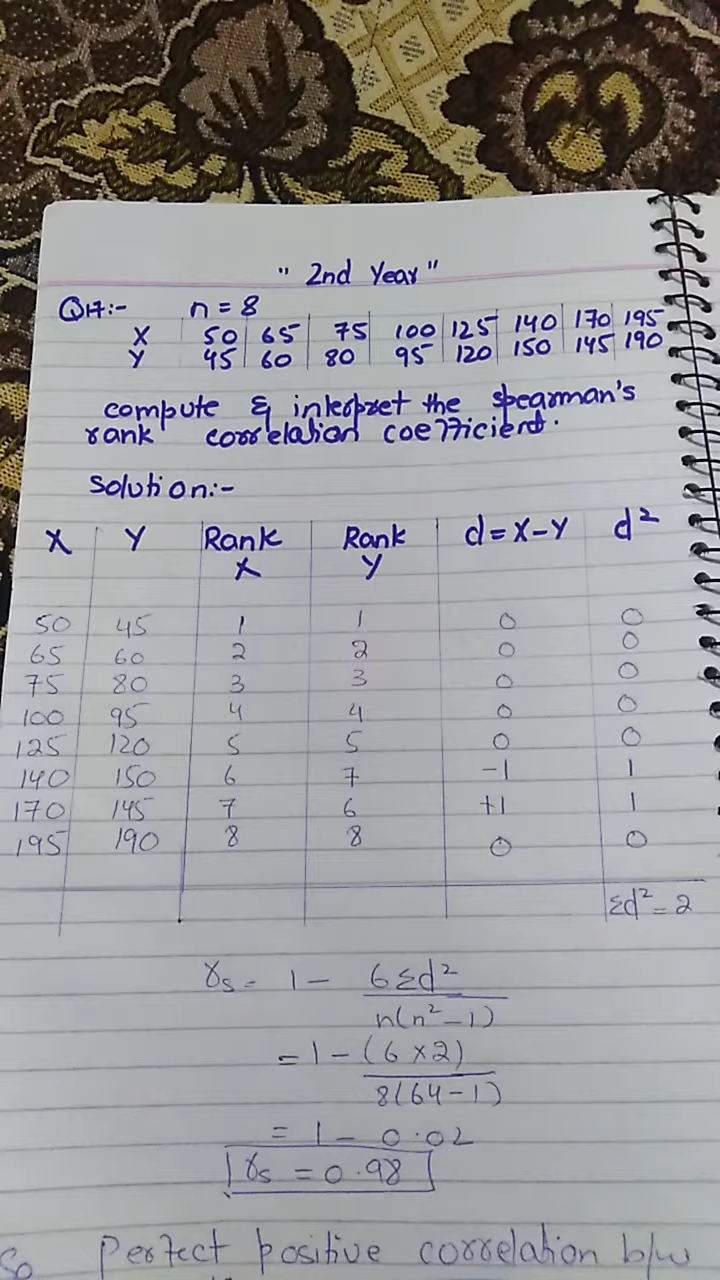 " 2nd Year"
Q17:- n = 8
X 50 65 75 100 125 140 170 195
Y 45 60 80 95 120 150 145 190
compute & interpret the spearman's
rank correlation coefficient.
Solution:-
X Y Rank X Rank Y d = X-Y d²
50 45 1 1 0 0
65 60 2 2 0 0
75 80 3 3 0 0
100 95 4 4 0 0
125 120 5 5 0 0
140 150 6 7 -1 1
170 145 7 6 +1 1
195 190 8 8 0 0
Σd² = 2
rs = 1 - 6Σd² / n(n²-1)
= 1 - (6×2) / 8(64-1)
= 1 - 0.02
rs = 0.98
So Perfect positive correlation b/w